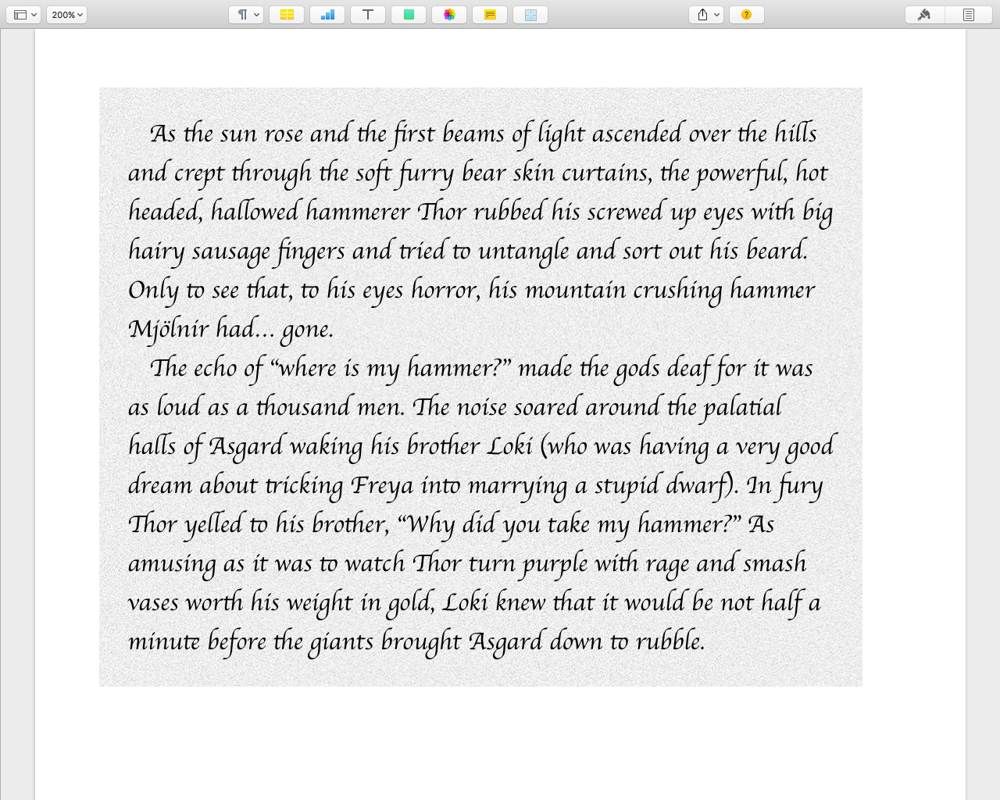 200%
As the sun rose and the first beams of light ascended over the hills
and crept through the soft furry bear skin curtains, the powerful, hot
headed, hallowed hammerer Thor rubbed his screwed up eyes with big
hairy sausage fingers and tried to untangle and sort out his beard.
Only to see that, to his eyes horror, his mountain crushing hammer
Mjölnir had… gone.
The echo of “where is my hammer?” made the gods deaf for it was
as loud as a thousand men. The noise soared around the palatial
halls of Asgard waking his brother Loki (who was having a very good
dream about tricking Freya into marrying a stupid dwarf). In fury
Thor yelled to his brother, “Why did you take my hammer?” As
amusing as it was to watch Thor turn purple with rage and smash
vases worth his weight in gold, Loki knew that it would be not half a
minute before the giants brought Asgard down to rubble.